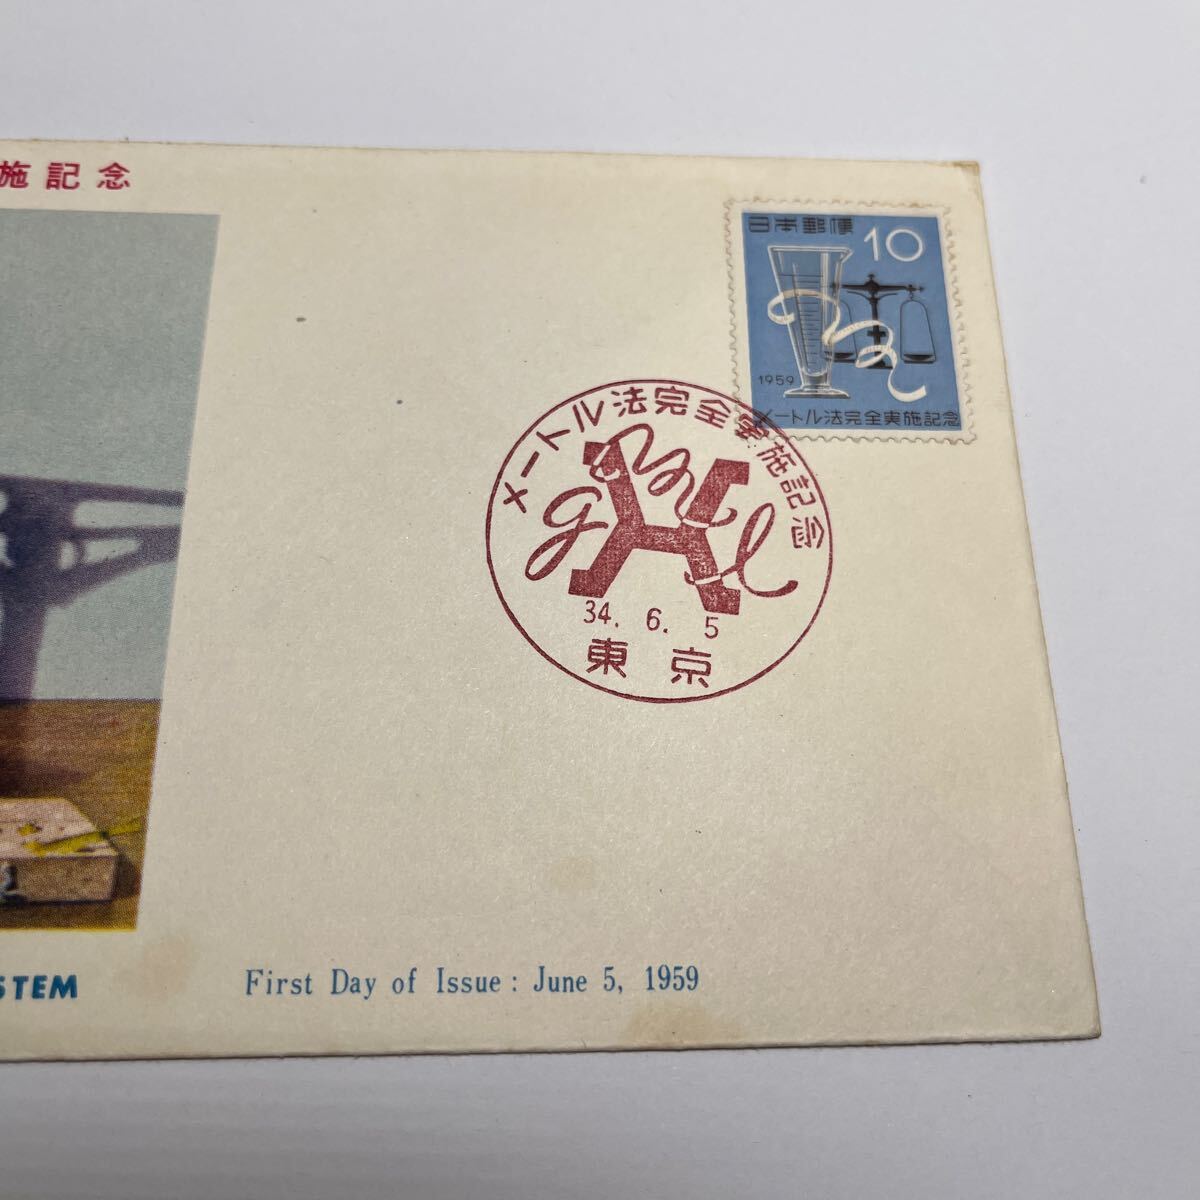 施記念
日本郵便
10
1959
メートル法完全実施記念
メートル法完全実施記念
g m l
34. 6. 5
東京
STEM
First Day of Issue : June 5, 1959